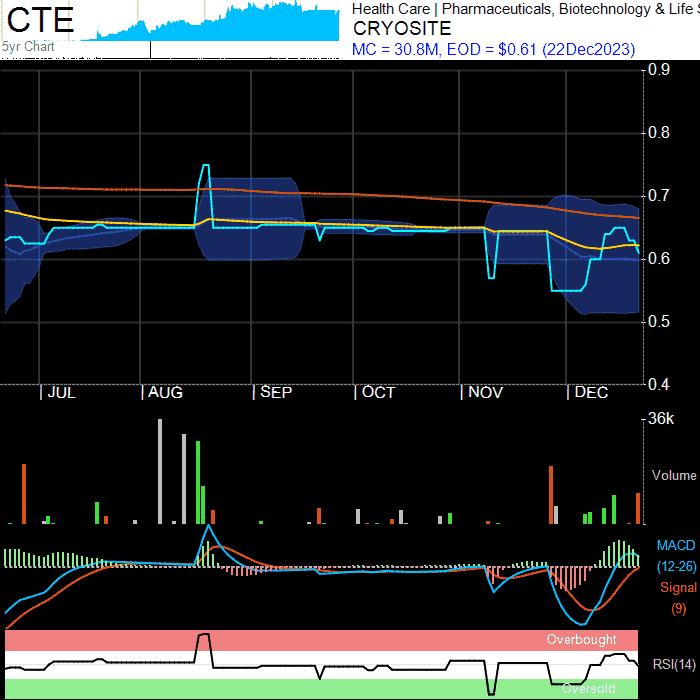 CTE
5yr Chart
Health Care | Pharmaceuticals, Biotechnology & Life
CRYOSITE
MC = 30.8M, EOD = $0.61 (22Dec2023)
0.9
0.8
0.7
0.6
0.5
0.4
JUL AUG SEP OCT NOV DEC
36k
Volume
MACD
(12-26)
Signal
(9)
Overbought
RSI(14)
Oversold